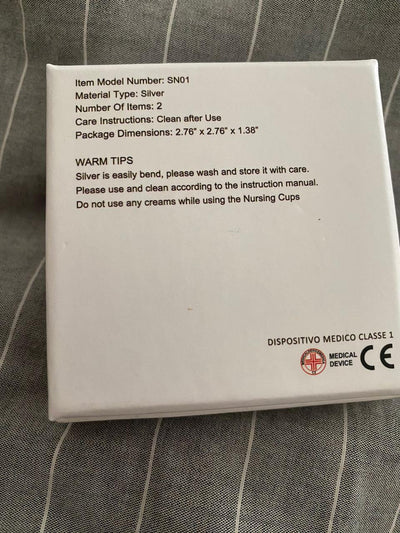 Item Model Number: SN01
Material Type: Silver
Number Of Items: 2
Care Instructions: Clean after Use
Package Dimensions: 2.76" x 2.76" x 1.38"
WARM TIPS
Silver is easily bend, please wash and store it with care.
Please use and clean according to the instruction manual.
Do not use any creams while using the Nursing Cups
DISPOSITIVO MEDICO CLASSE 1
MEDICAL
DEVICE
CE